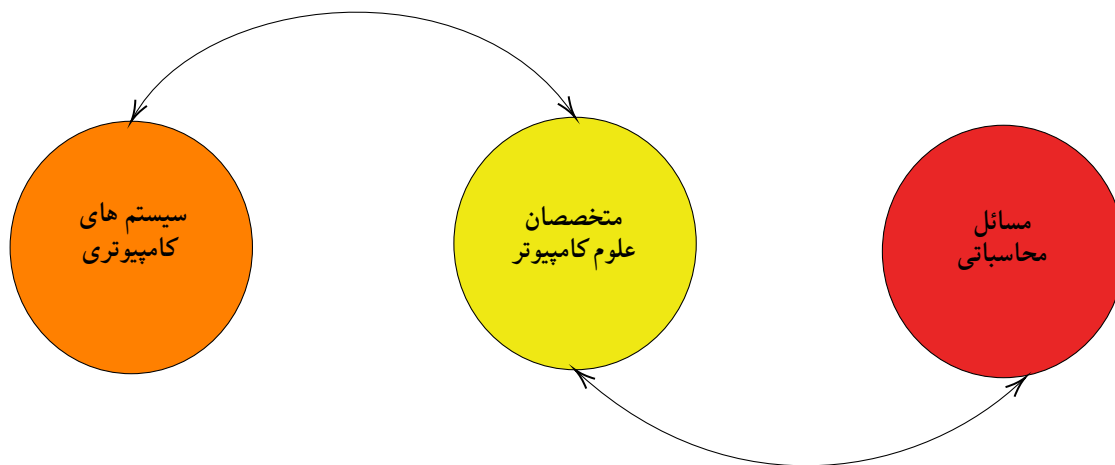 مسائل
محاسباتی
متخصصان
علوم کامپیوتر
سیستم های
کامپیوتری